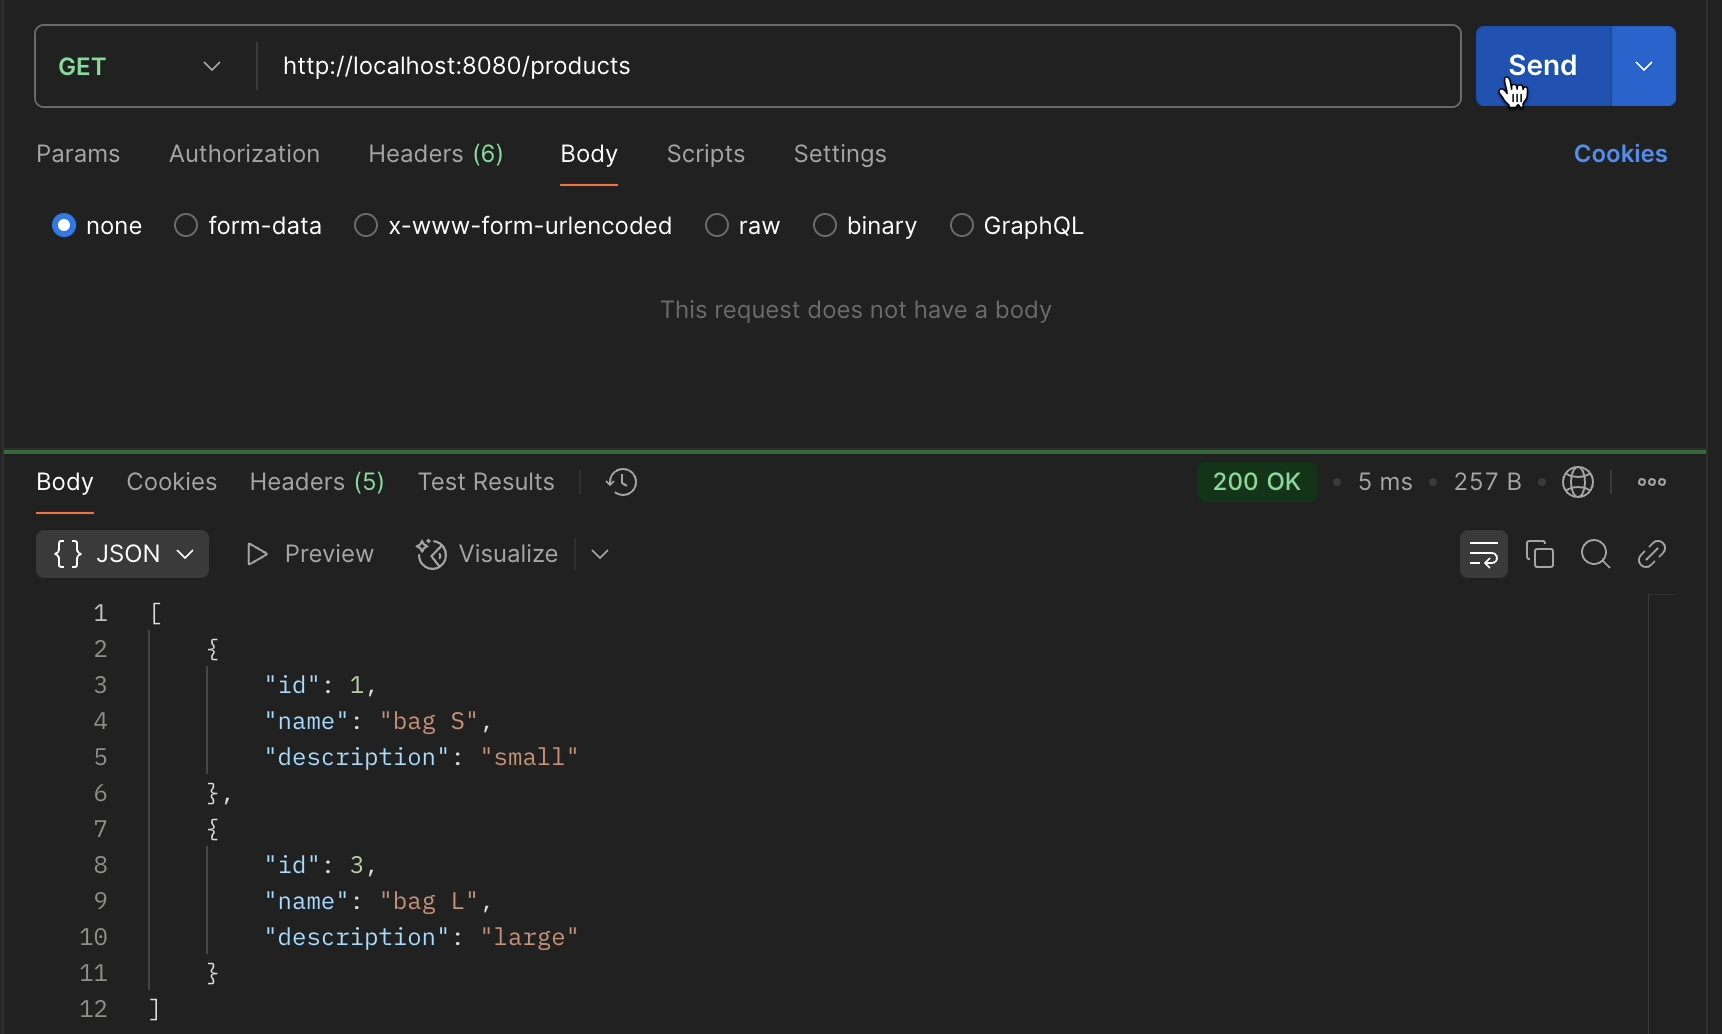 GET http://localhost:8080/products Send
Params Authorization Headers (6) Body Scripts Settings Cookies
none form-data x-www-form-urlencoded raw binary GraphQL
This request does not have a body
Body Cookies Headers (5) Test Results 200 OK • 5 ms • 257 B •
{ } JSON Preview Visualize
1 [
2 {
3 "id": 1,
4 "name": "bag S",
5 "description": "small"
6 },
7 {
8 "id": 3,
9 "name": "bag L",
10 "description": "large"
11 }
12 ]